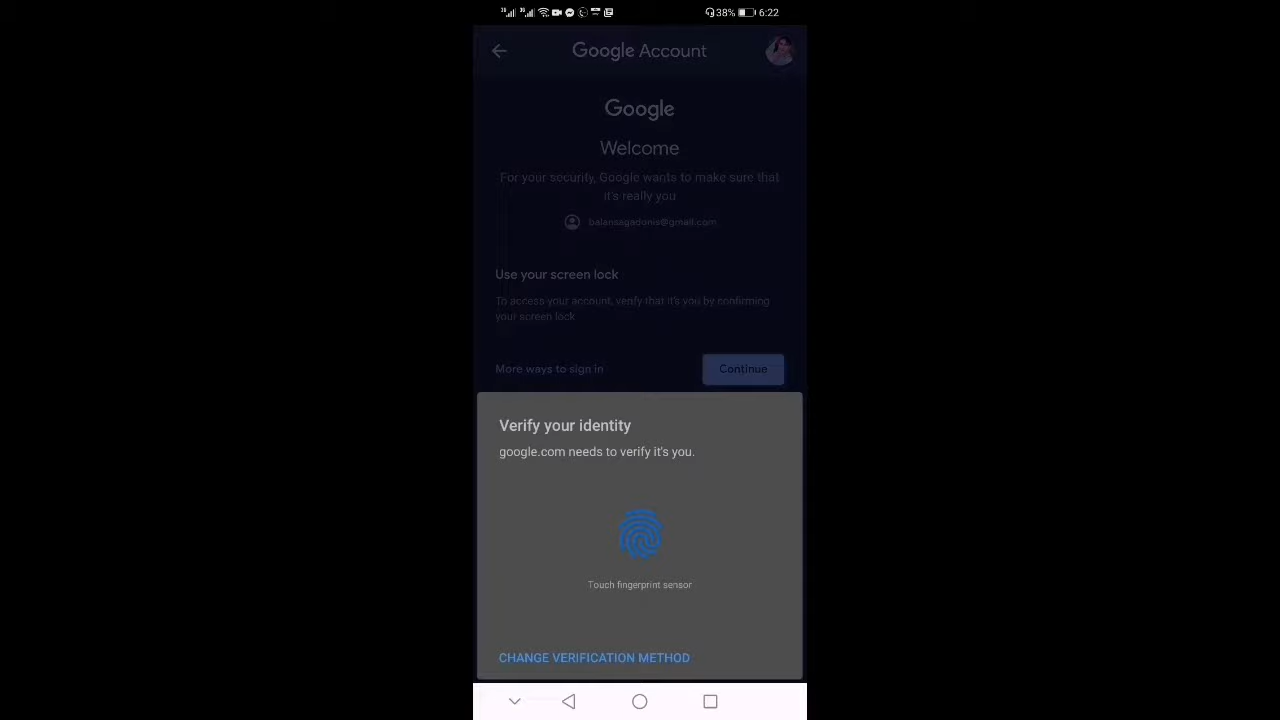 38% 6:22
Google Account
Google
Welcome
For your security, Google wants to make sure that
it's really you
balansagadonis@gmail.com
Use your screen lock
To access your account, verify that it's you by confirming
your screen lock
More ways to sign in
Continue
Verify your identity
google.com needs to verify it's you.
Touch fingerprint sensor
CHANGE VERIFICATION METHOD